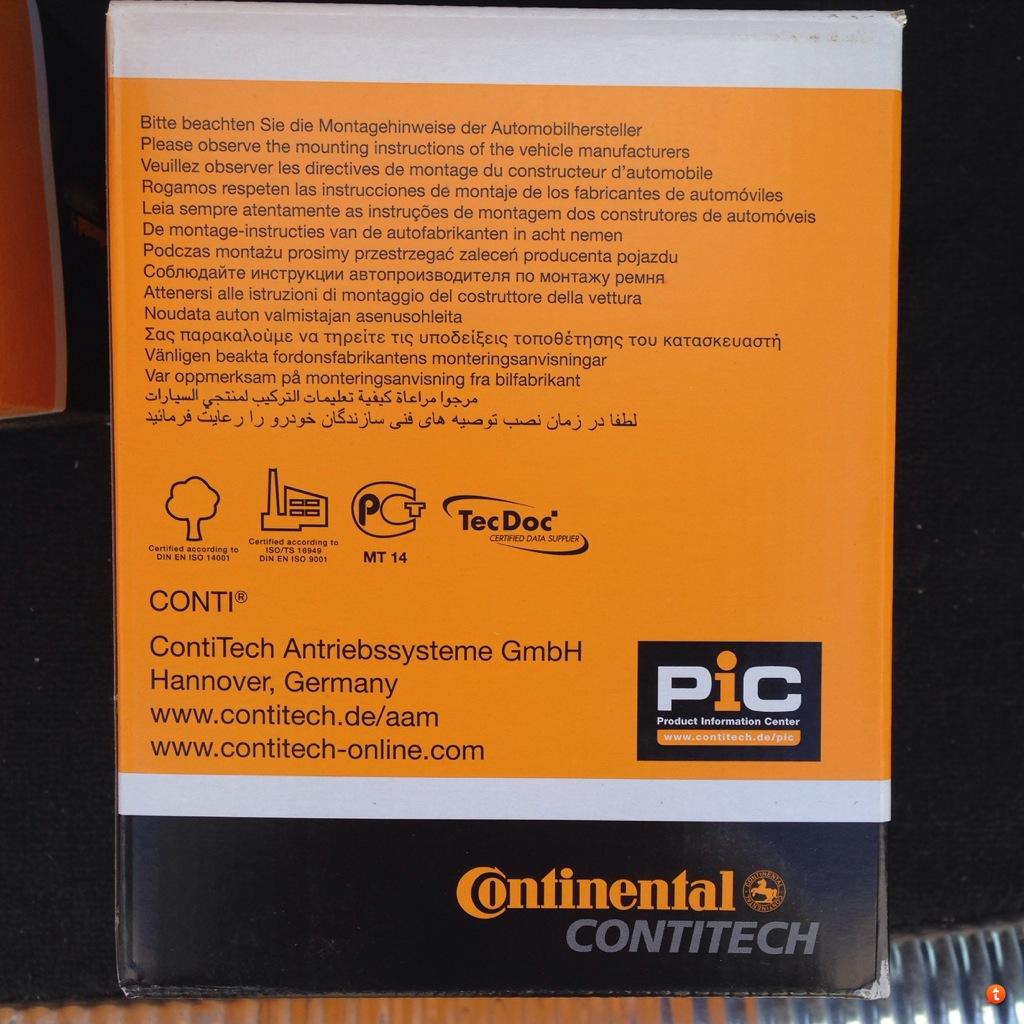 Bitte beachten Sie die Montagehinweise der Automobilhersteller
Please observe the mounting instructions of the vehicle manufacturers
Veuillez observer les directives de montage du constructeur d'automobile
Rogamos respeten las instrucciones de montaje de los fabricantes de automóviles
Leia sempre atentamente as instruções de montagem dos construtores de automóveis
De montage-instructies van de autofabrikanten in acht nemen
Podczas montażu prosimy przestrzegać zaleceń producenta pojazdu
Соблюдайте инструкции автопроизводителя по монтажу ремня
Attenersi alle istruzioni di montaggio del costruttore della vettura
Noudata auton valmistajan asenusohleita
Σας παρακαλούμε να τηρείτε τις υποδείξεις τοποθέτησης του κατασκευαστή
Vänligen beakta fordonsfabrikantens monteringsanvisningar
Var oppmerksam på monteringsanvisning fra bilfabrikant
مرجوا مراعاة كيفية تعليمات التركيب لمنتجي السيارات
لطفا در زمان نصب توصیه های فنی سازندگان خودرو را رعایت فرمائید
Certified according to
DIN EN ISO 14001
Certified according to
ISO/TS 16949
DIN EN ISO 9001
PCT
MT 14
TecDoc
CERTIFIED DATA SUPPLIER
CONTI®
ContiTech Antriebssysteme GmbH
Hannover, Germany
www.contitech.de/aam
www.contitech-online.com
PiC
Product Information Center
www.contitech.de/pic
Continental
CONTINENTAL
CONTINENTAL
CONTITECH
t